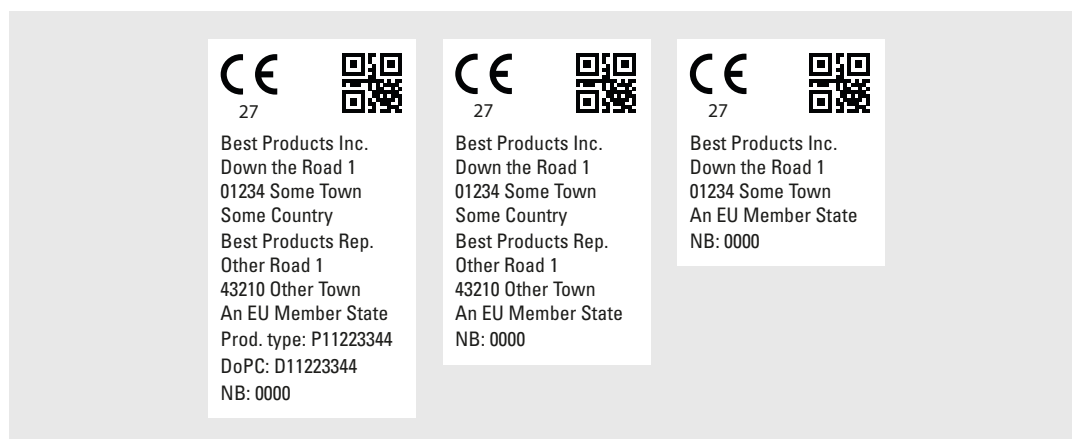 CE
27
Best Products Inc.
Down the Road 1
01234 Some Town
Some Country
Best Products Rep.
Other Road 1
43210 Other Town
An EU Member State
Prod. type: P11223344
DoPC: D11223344
NB: 0000
CE
27
Best Products Inc.
Down the Road 1
01234 Some Town
Some Country
Best Products Rep.
Other Road 1
43210 Other Town
An EU Member State
NB: 0000
CE
27
Best Products Inc.
Down the Road 1
01234 Some Town
An EU Member State
NB: 0000